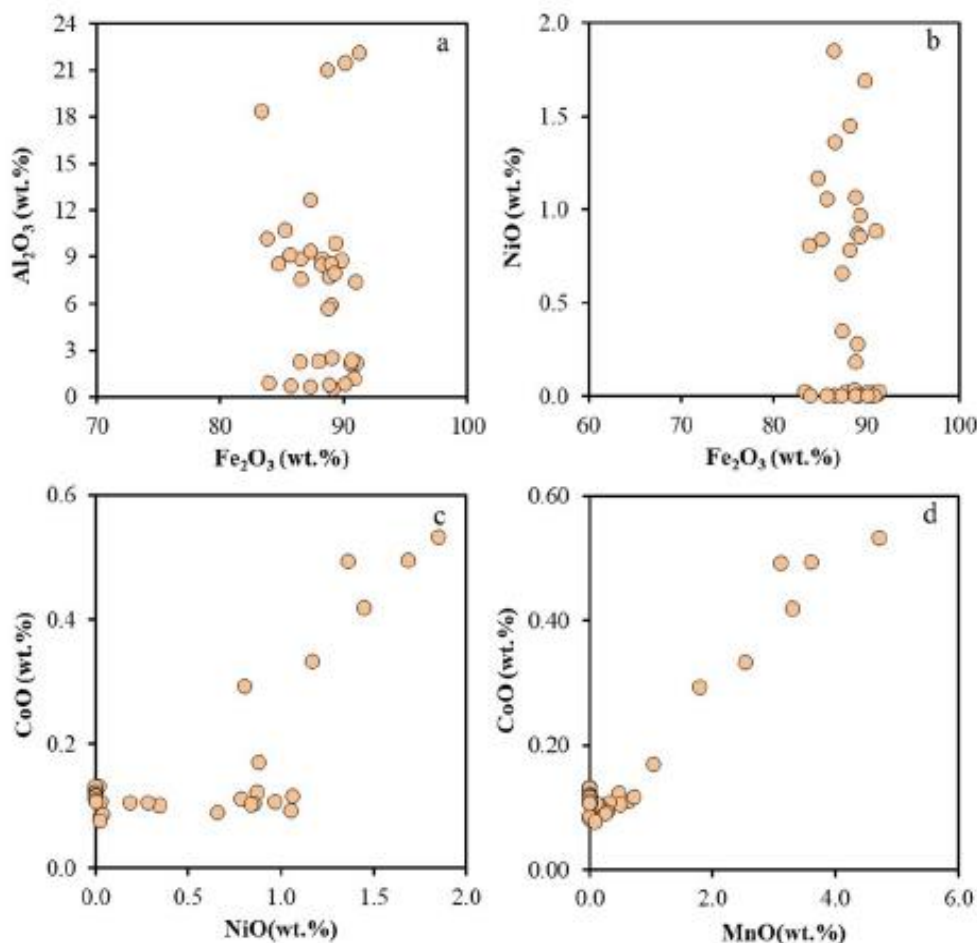 a
24
21
18
15
12
9
6
3
0
Al₂O₃ (wt.%)
70 80 90 100
Fe₂O₃ (wt.%)
b
2.0
1.5
1.0
0.5
0.0
NiO (wt.%)
60 70 80 90 100
Fe₂O₃ (wt.%)
c
0.6
0.4
0.2
0.0
CoO (wt.%)
0.0 0.5 1.0 1.5 2.0
NiO(wt.%)
d
0.60
0.40
0.20
0.00
CoO (wt.%)
0.0 2.0 4.0 6.0
MnO(wt.%)